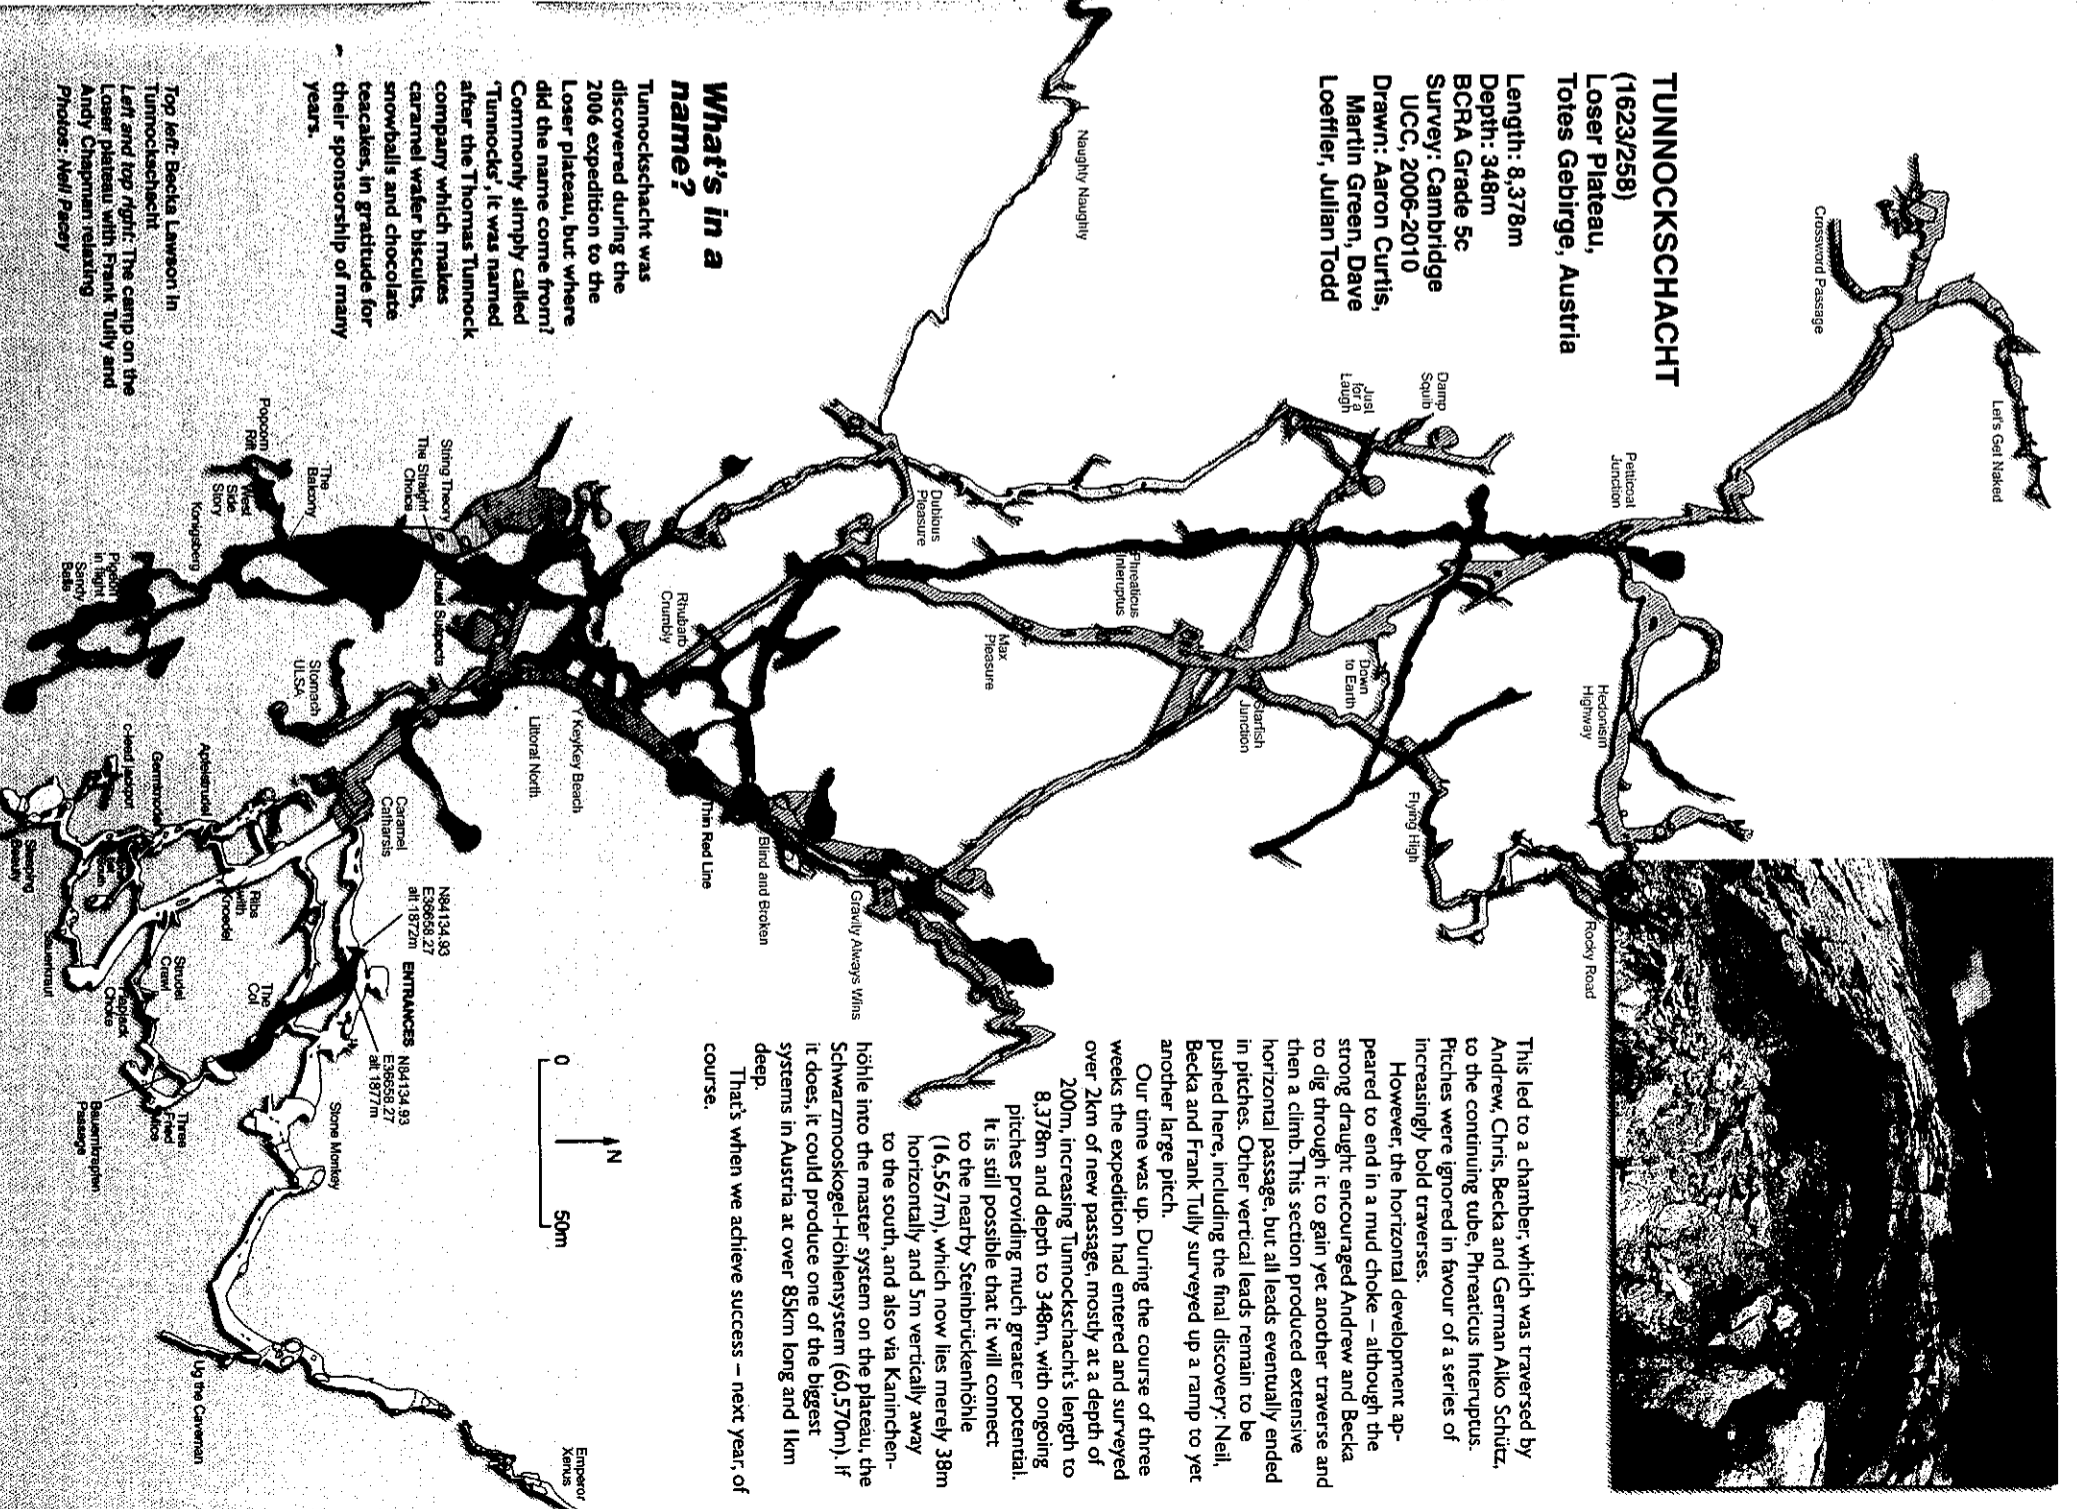 TUNNOCKSCHACHT
(1623/258)
Loser Plateau,
Totes Gebirge, Austria
Length: 8,378m
Depth: 348m
BCRA Grade 5c
Survey: Cambridge
UCC, 2006-2010
Drawn: Aaron Curtis,
Martin Green, Dave
Loeffler, Julian Todd
What's in a
name?
Tunnockschacht was
discovered during the
2006 expedition to the
Loser plateau, but where
did the name come from?
Commonly simply called
'Tunnocks', it was named
after the Thomas Tunnock
company which makes
caramel wafer biscuits,
snowballs and chocolate
teacakes, in gratitude for
their sponsorship of many
years.
Top left: Becka Lawson in
Tunnockschacht
Left and top right: The camp on the
Loser plateau with Frank Tully and
Andy Chapman relaxing
Photos: Neil Pacey
Let's Get Naked
Crossword Passage
Petticoat
Junction
Hedonism
Highway
Rocky Road
Damp
Squib
Just
for a
Laugh
Down
to Earth
Flying High
Starfish
Junction
Phreaticus
Interuptus
Max
Pleasure
Dubious
Pleasure
Naughty Naughty
Rhubarb
Crumbly
Gravity Always Wins
Blind and Broken
Thin Red Line
KeyKey Beach
Littoral North
String Theory
The Straight
Choice
Usual Suspects
The
Balcony
Popcorn
Rift
West
Side
Story
Kongsberg
Pigeon
in flight
Sandy
Balls
Stomach
ULSA
Caramel
Catharsis
Apfelstrudel
Germknödel
c-lead jackpot
Sleeping
Beauty
Sauerkraut
Ribs
with
Knoedel
Strudel
Crawl
Flapjack
Choke
The
Col
Three
Fried
Mice
Bauernkrapfen
Passage
N84134.93
E36658.27
alt 1872m
ENTRANCES
N84134.93
E36658.27
alt 1877m
Stone Monkey
Ug the Caveman
Emperor
Xenus
N
0
50m
This led to a chamber, which was traversed by
Andrew, Chris, Becka and German Aiko Schütz,
to the continuing tube, Phreaticus Interuptus.
Pitches were ignored in favour of a series of
increasingly bold traverses.
However, the horizontal development ap-
peared to end in a mud choke – although the
strong draught encouraged Andrew and Becka
to dig through it to gain yet another traverse and
then a climb. This section produced extensive
horizontal passage, but all leads eventually ended
in pitches. Other vertical leads remain to be
pushed here, including the final discovery: Neil,
Becka and Frank Tully surveyed up a ramp to yet
another large pitch.
Our time was up. During the course of three
weeks the expedition had entered and surveyed
over 2km of new passage, mostly at a depth of
200m, increasing Tunnockschacht's length to
8,378m and depth to 348m, with ongoing
pitches providing much greater potential.
It is still possible that it will connect
to the nearby Steinbrückenhöhle
(16,567m), which now lies merely 38m
horizontally and 5m vertically away
to the south, and also via Kaninchen-
höhle into the master system on the plateau, the
Schwarzmooskogel-Höhlensystem (60,570m). If
it does, it could produce one of the biggest
systems in Austria at over 85km long and 1km
deep.
That's when we achieve success – next year, of
course.